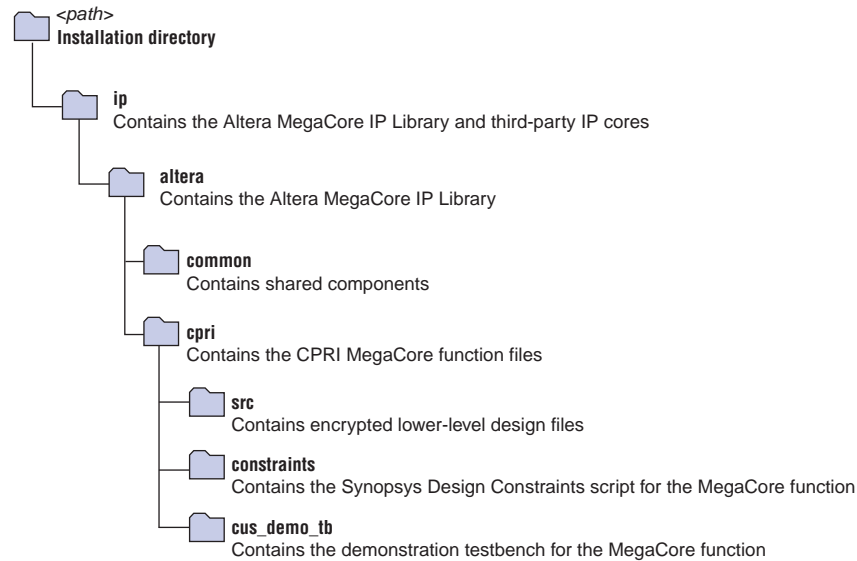 <path>
Installation directory
ip
Contains the Altera MegaCore IP Library and third-party IP cores
altera
Contains the Altera MegaCore IP Library
common
Contains shared components
cpri
Contains the CPRI MegaCore function files
src
Contains encrypted lower-level design files
constraints
Contains the Synopsys Design Constraints script for the MegaCore function
cus_demo_tb
Contains the demonstration testbench for the MegaCore function